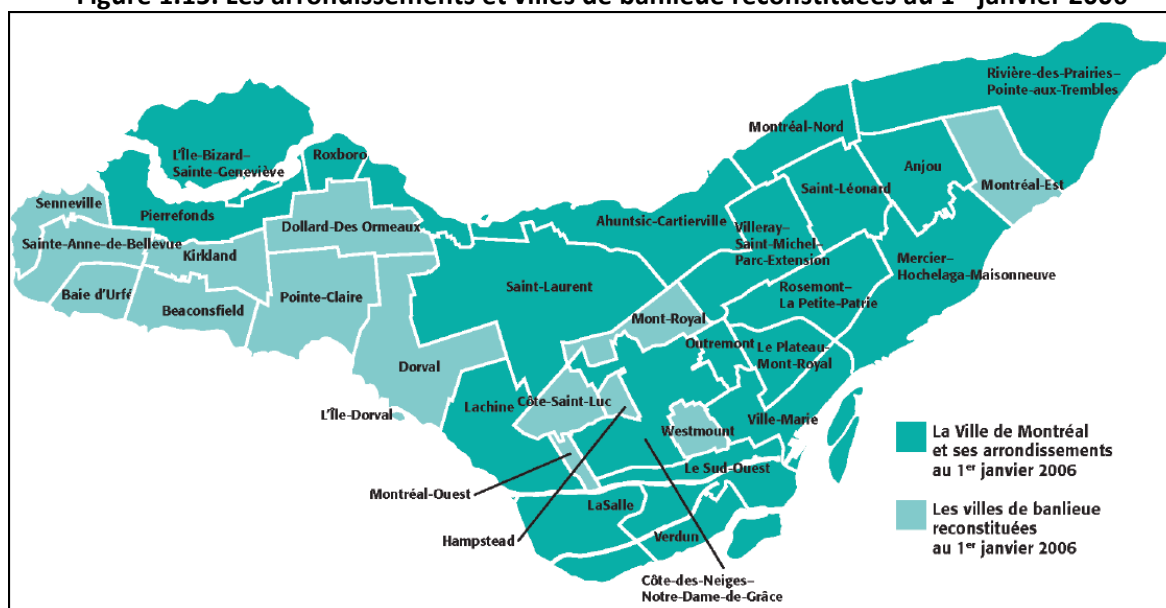 Figure 1.15. Les arrondissements et villes de banlieue reconstituées au 1er janvier 2006
Rivière-des-Prairies–
Pointe-aux-Trembles
Montréal-Nord
L'Île-Bizard–
Sainte-Geneviève
Roxboro
Anjou
Saint-Léonard
Montréal-Est
Senneville
Pierrefonds
Dollard-Des Ormeaux
Ahuntsic-Cartierville
Villeray–
Saint-Michel–
Parc-Extension
Sainte-Anne-de-Bellevue
Kirkland
Mercier–
Hochelaga-Maisonneuve
Baie d'Urfé
Beaconsfield
Pointe-Claire
Saint-Laurent
Rosemont–
La Petite-Patrie
Mont-Royal
Outremont
Le Plateau–
Mont-Royal
Dorval
L'Île-Dorval
Lachine
Côte-Saint-Luc
Ville-Marie
Westmount
Le Sud-Ouest
Montréal-Ouest
LaSalle
Hampstead
Verdun
Côte-des-Neiges–
Notre-Dame-de-Grâce
La Ville de Montréal
et ses arrondissements
au 1er janvier 2006
Les villes de banlieue
reconstituées
au 1er janvier 2006